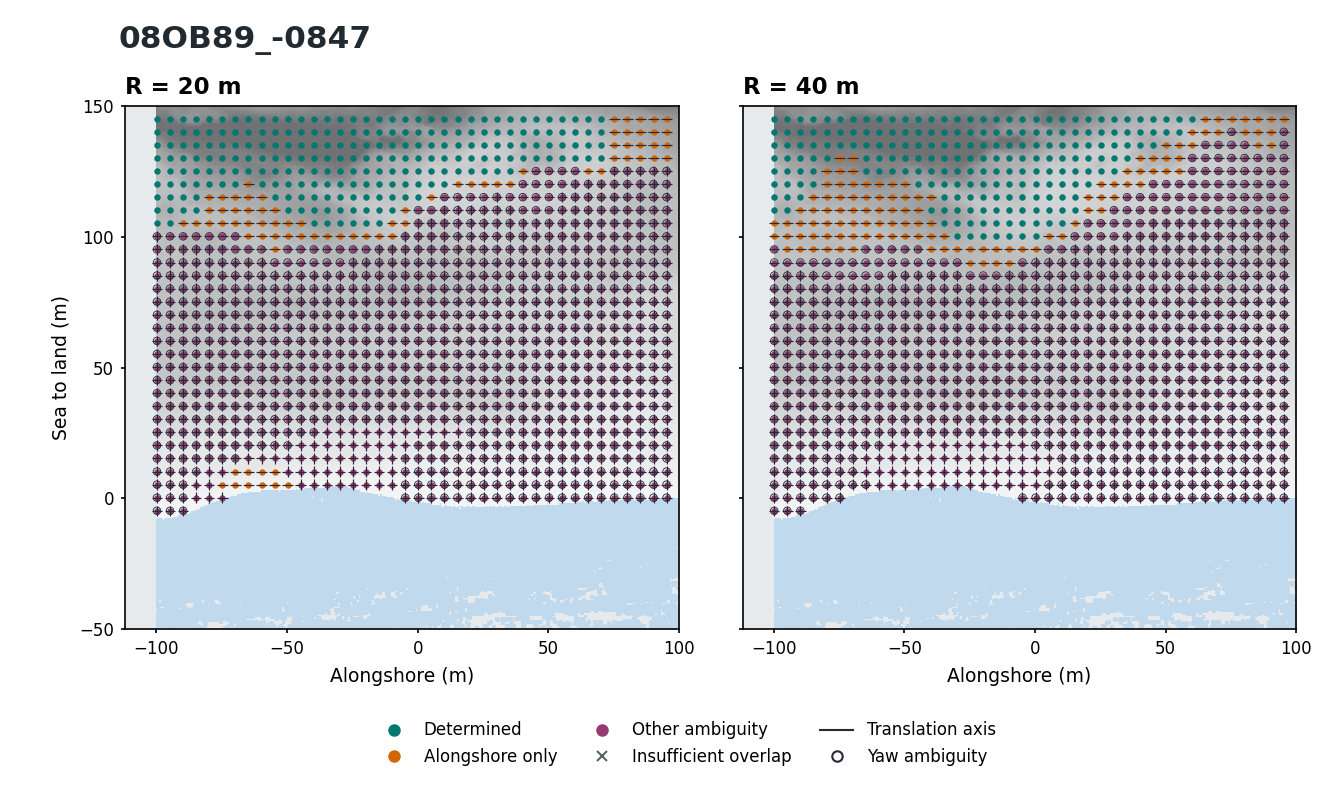 08OB89_-0847
R = 20 m
R = 40 m
150
100
50
0
−50
Sea to land (m)
−100 −50 0 50 100
−100 −50 0 50 100
Alongshore (m)
Alongshore (m)
Determined
Other ambiguity
Translation axis
Alongshore only
Insufficient overlap
Yaw ambiguity